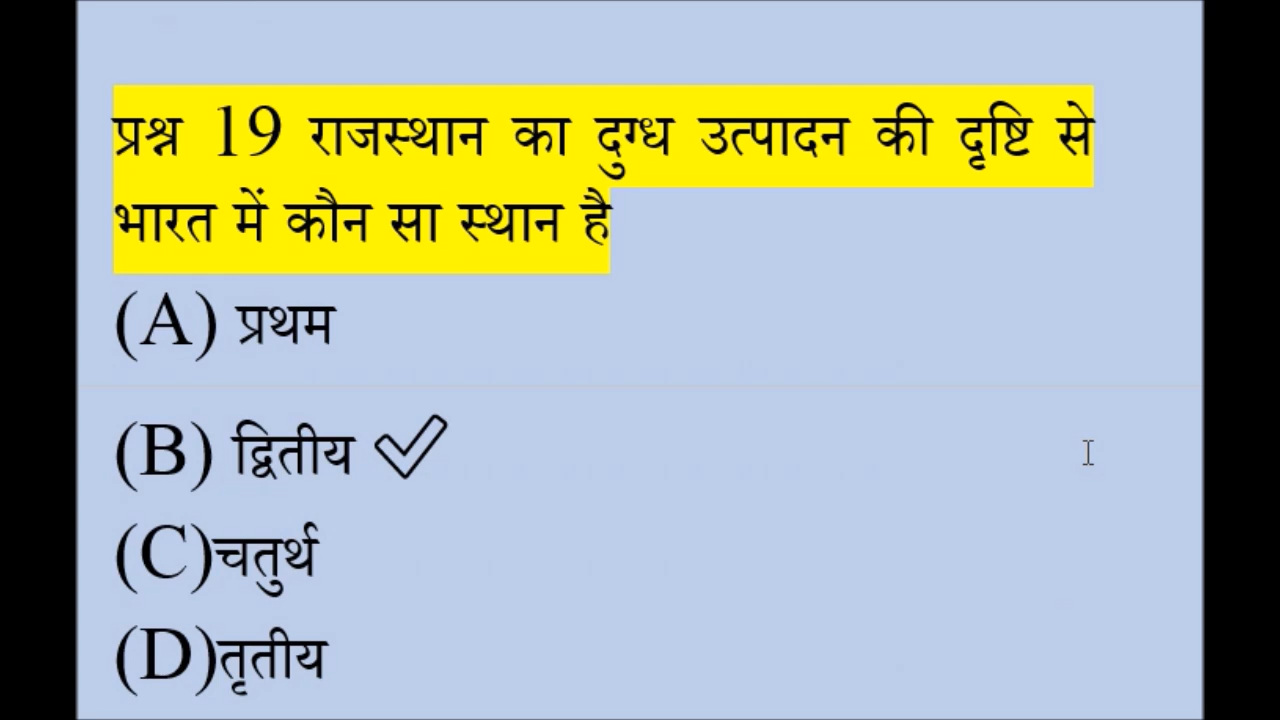 प्रश्न 19 राजस्थान का दुग्ध उत्पादन की दृष्टि से
भारत में कौन सा स्थान है
(A) प्रथम
(B) द्वितीय
(C)चतुर्थ
(D)तृतीय